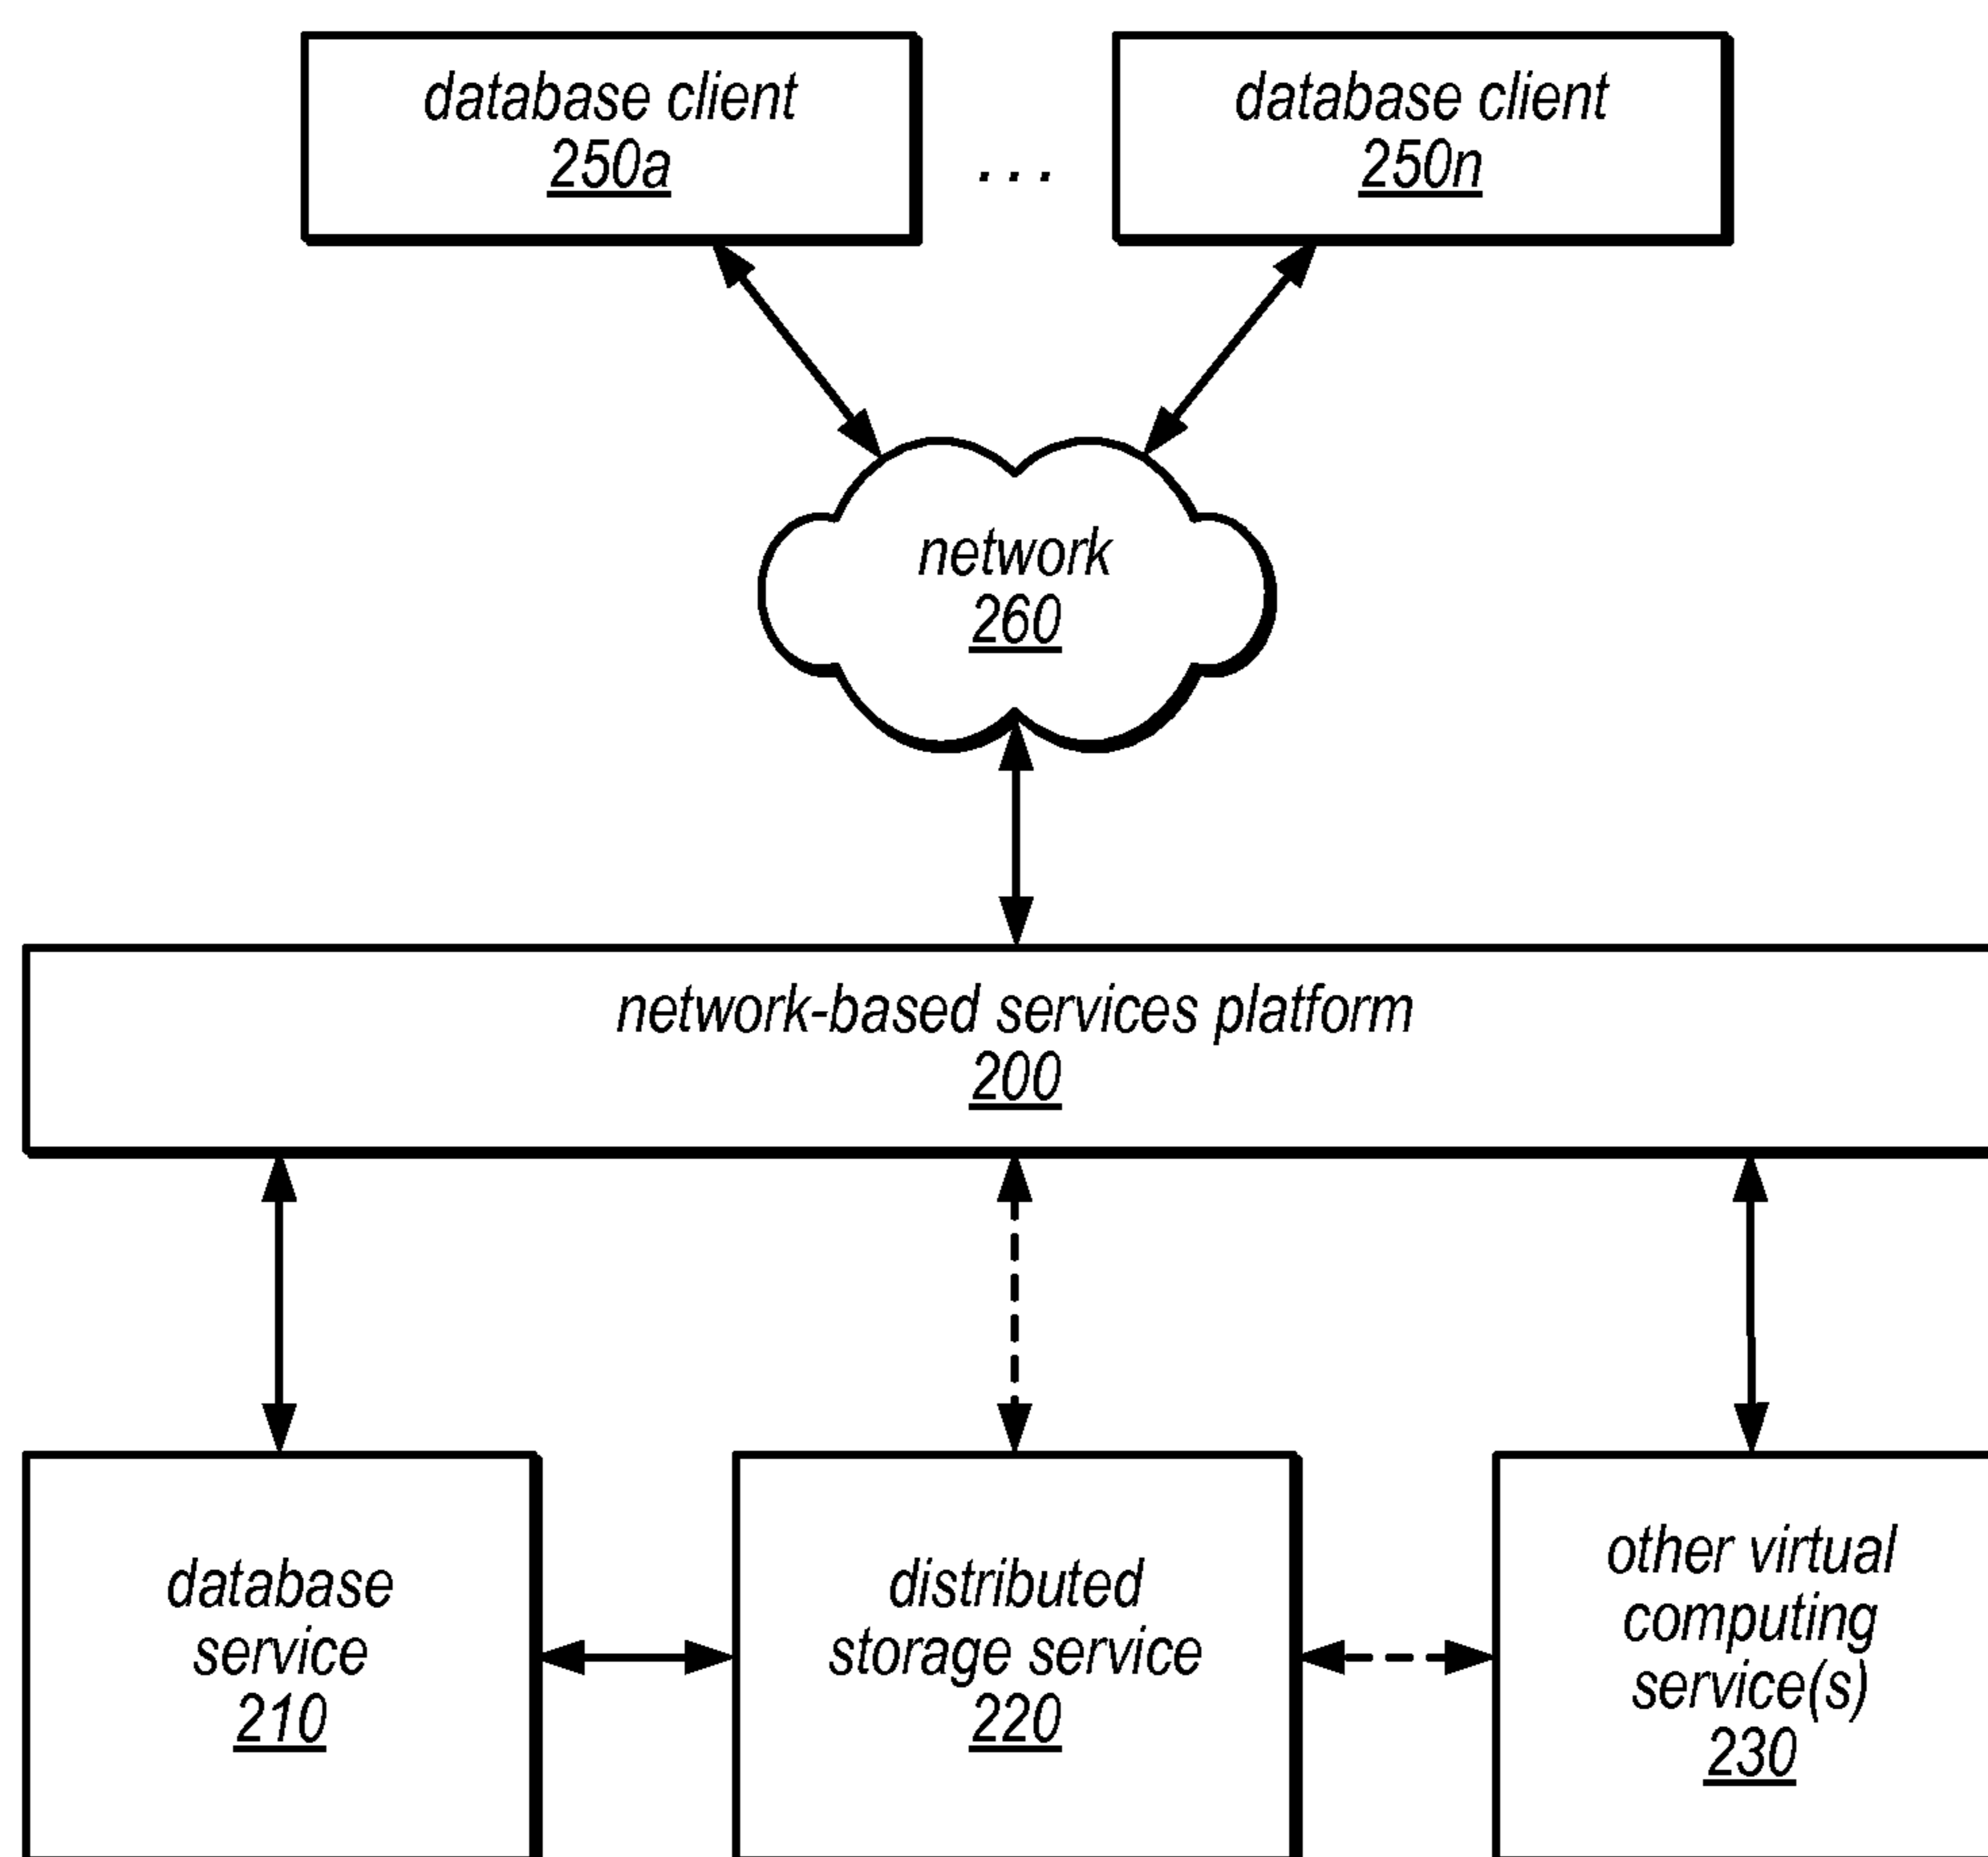 database client
250a
...
database client
250n
network
260
network-based services platform
200
database
service
210
distributed
storage service
220
other virtual
computing
service(s)
230